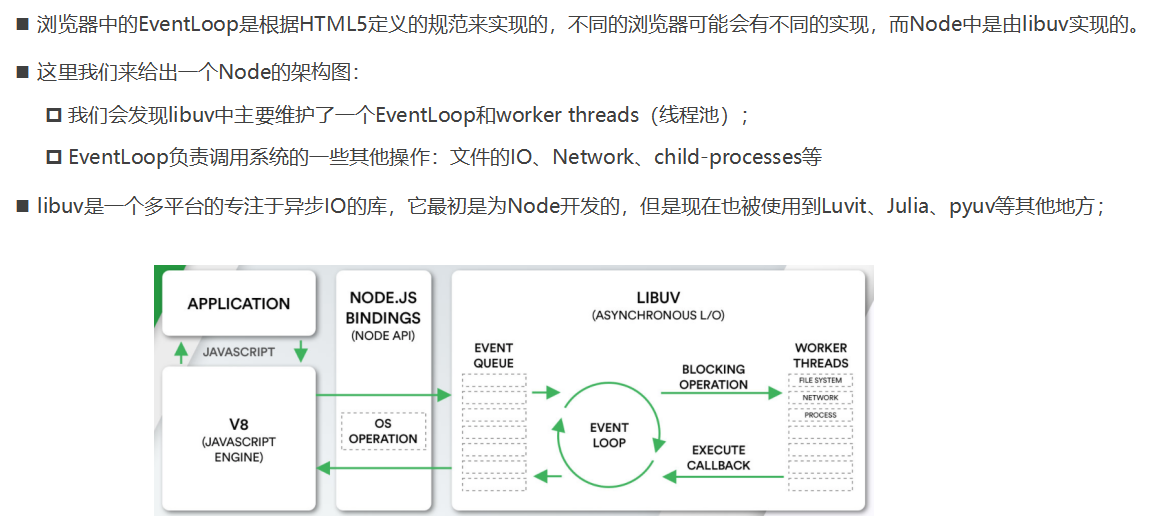 ■ 浏览器中的EventLoop是根据HTML5定义的规范来实现的，不同的浏览器可能会有不同的实现，而Node中是由libuv实现的。
■ 这里我们来给出一个Node的架构图：
我们会发现libuv中主要维护了一个EventLoop和worker threads（线程池）；
EventLoop负责调用系统的一些其他操作：文件的IO、Network、child-processes等
■ libuv是一个多平台的专注于异步IO的库，它最初是为Node开发的，但是现在也被使用到Luvit、Julia、pyuv等其他地方；
APPLICATION
JAVASCRIPT
V8
(JAVASCRIPT
ENGINE)
NODE.JS
BINDINGS
(NODE API)
OS
OPERATION
LIBUV
(ASYNCHRONOUS L/O)
EVENT
QUEUE
EVENT
LOOP
BLOCKING
OPERATION
EXECUTE
CALLBACK
WORKER
THREADS
FILE SYSTEM
NETWORK
PROCESS